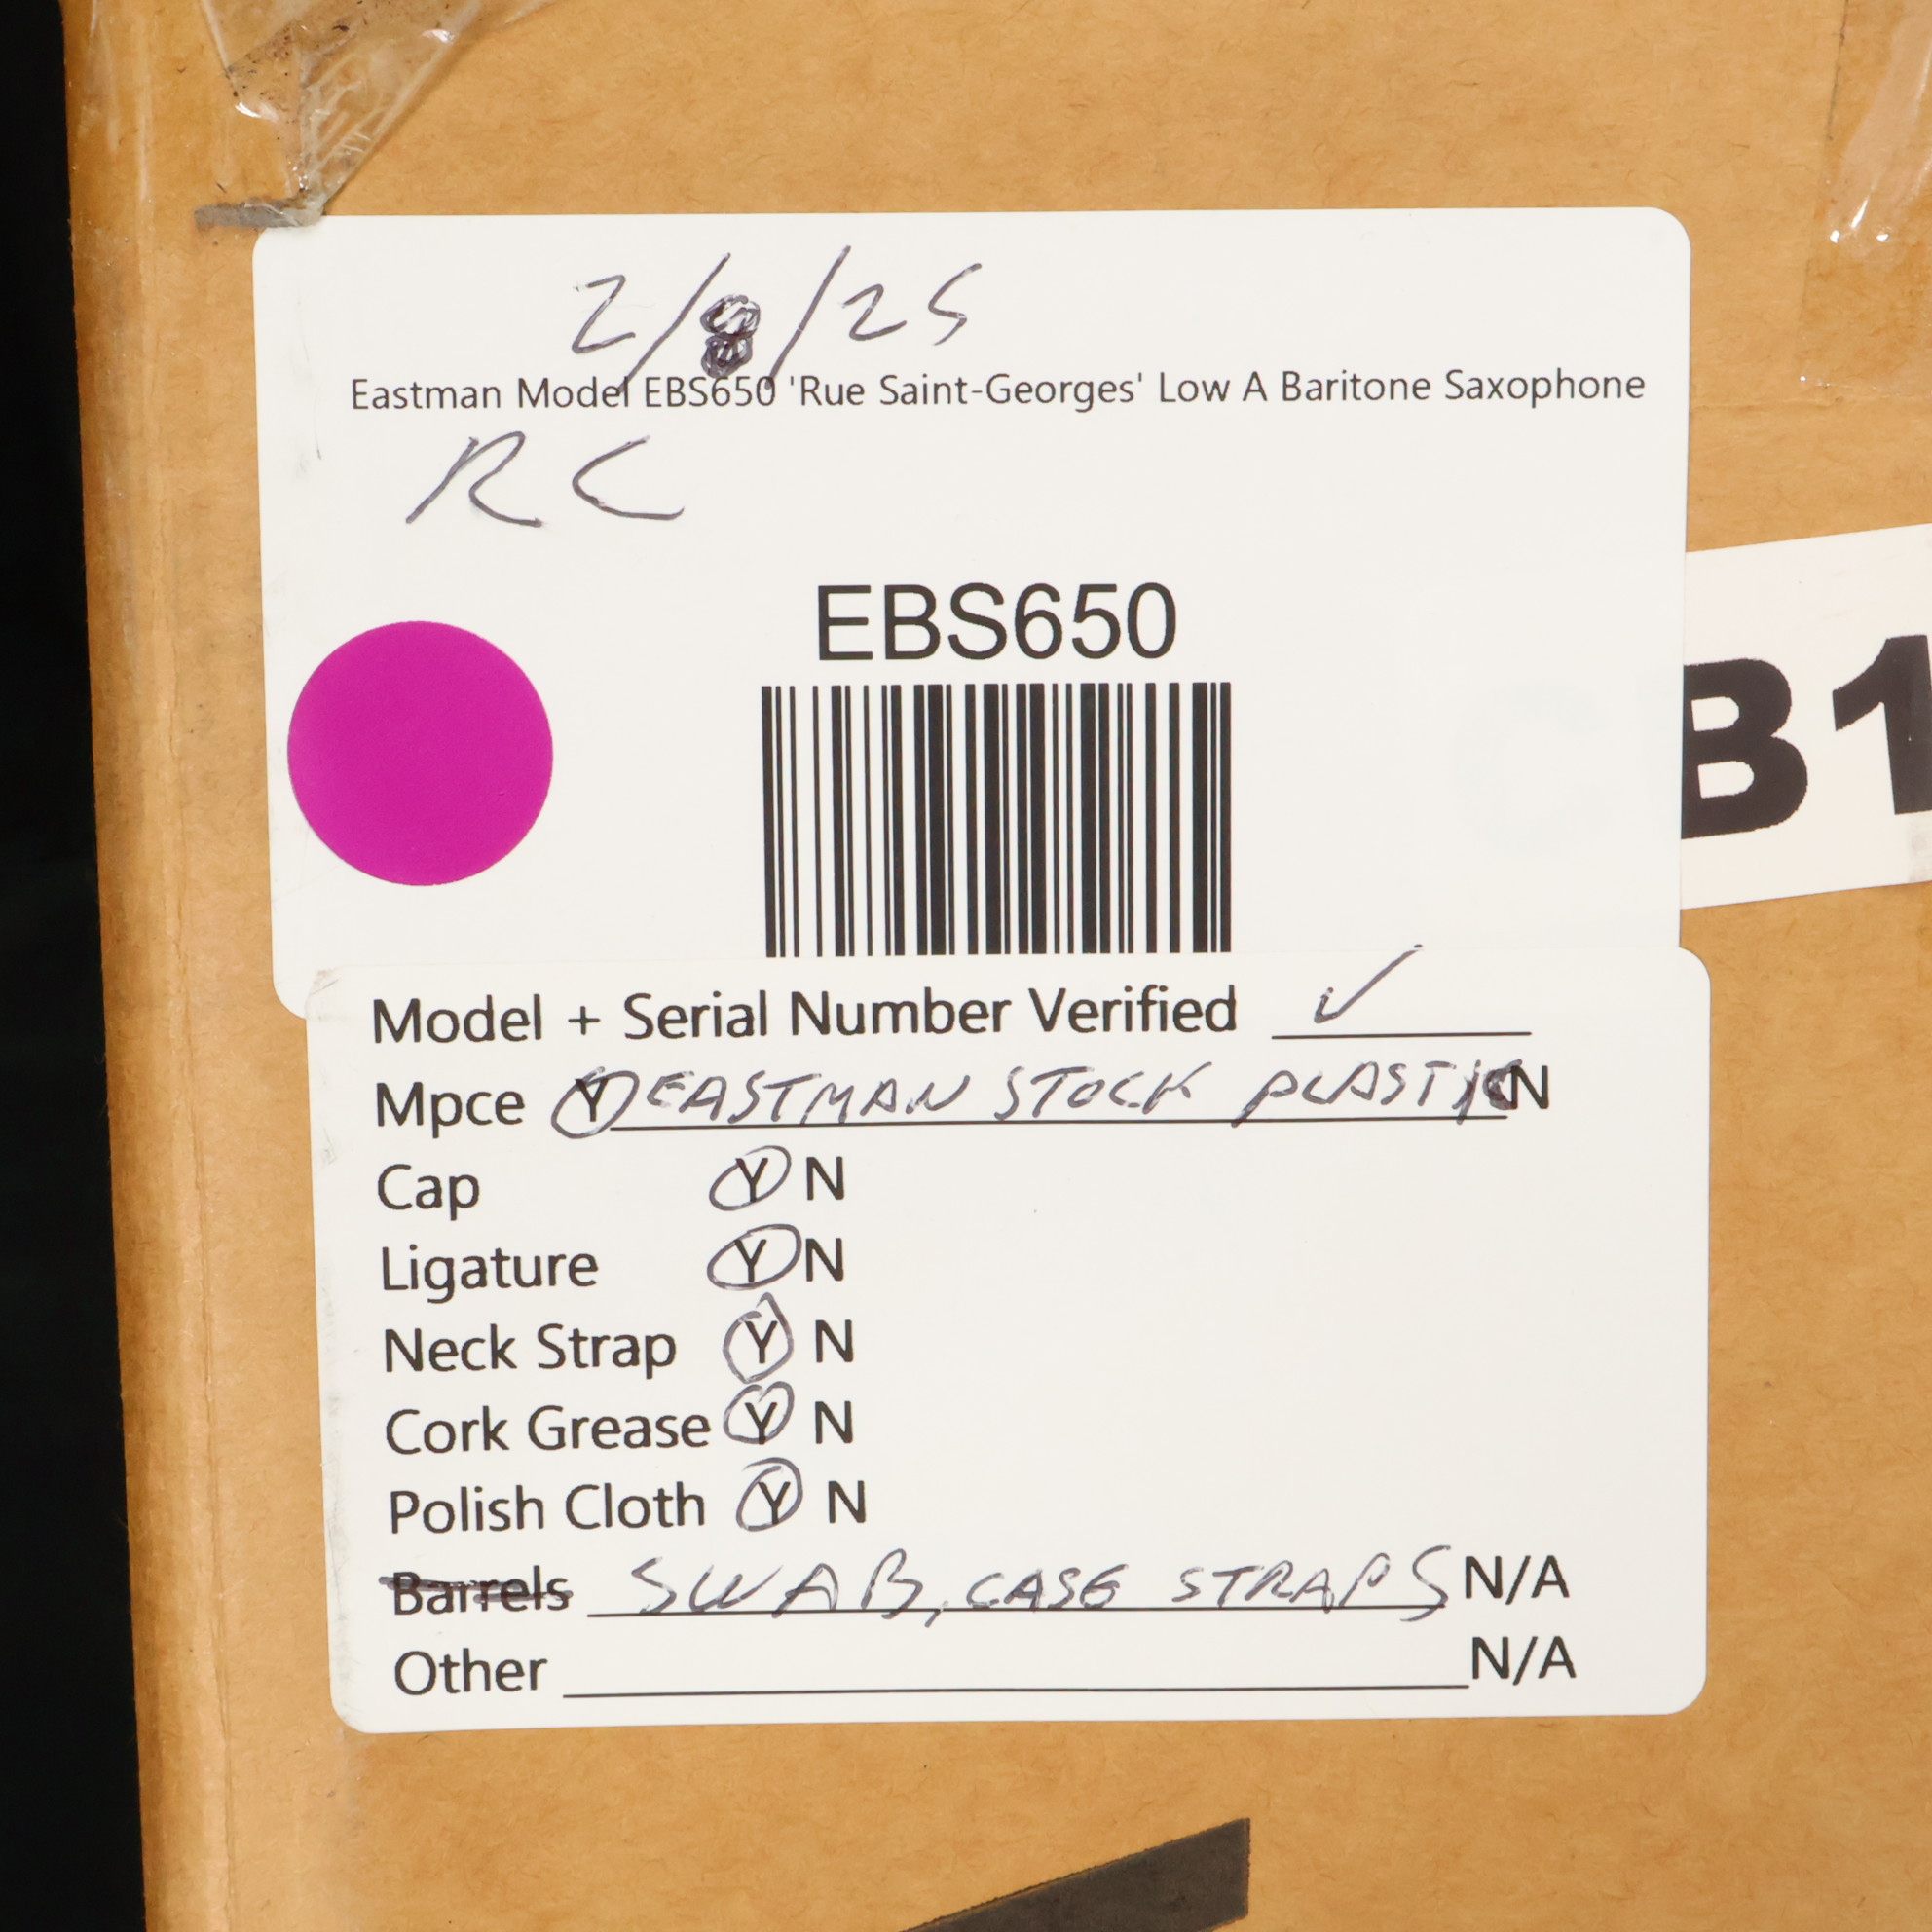 2/8/25
Eastman Model EBS650 'Rue Saint-Georges' Low A Baritone Saxophone
RC
EBS650
B1
Model + Serial Number Verified ✓
Mpce Y EASTMAN STOCK PLASTIC N
Cap Y N
Ligature Y N
Neck Strap Y N
Cork Grease Y N
Polish Cloth Y N
Barrels SWAB, CASE STRAPS N/A
Other N/A